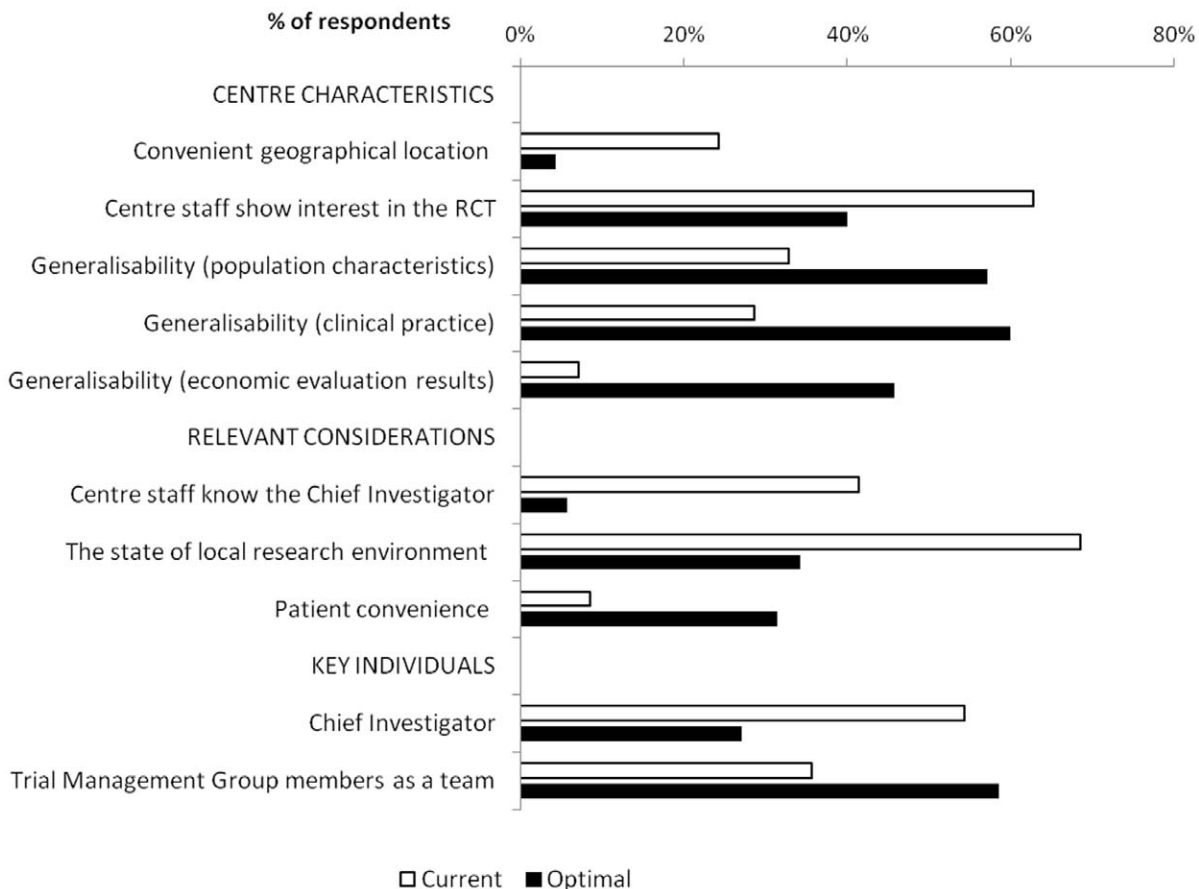 % of respondents
0% 20% 40% 60% 80%
CENTRE CHARACTERISTICS
Convenient geographical location
Centre staff show interest in the RCT
Generalisability (population characteristics)
Generalisability (clinical practice)
Generalisability (economic evaluation results)
RELEVANT CONSIDERATIONS
Centre staff know the Chief Investigator
The state of local research environment
Patient convenience
KEY INDIVIDUALS
Chief Investigator
Trial Management Group members as a team
Current Optimal